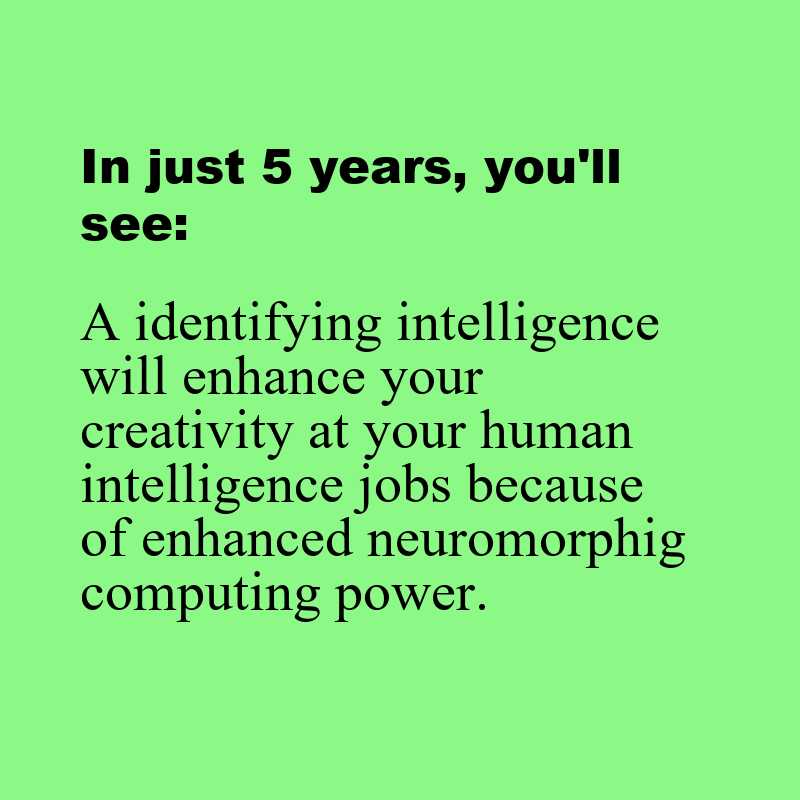 In just 5 years, you'll
see:
A identifying intelligence
will enhance your
creativity at your human
intelligence jobs because
of enhanced neuromorphig
computing power.